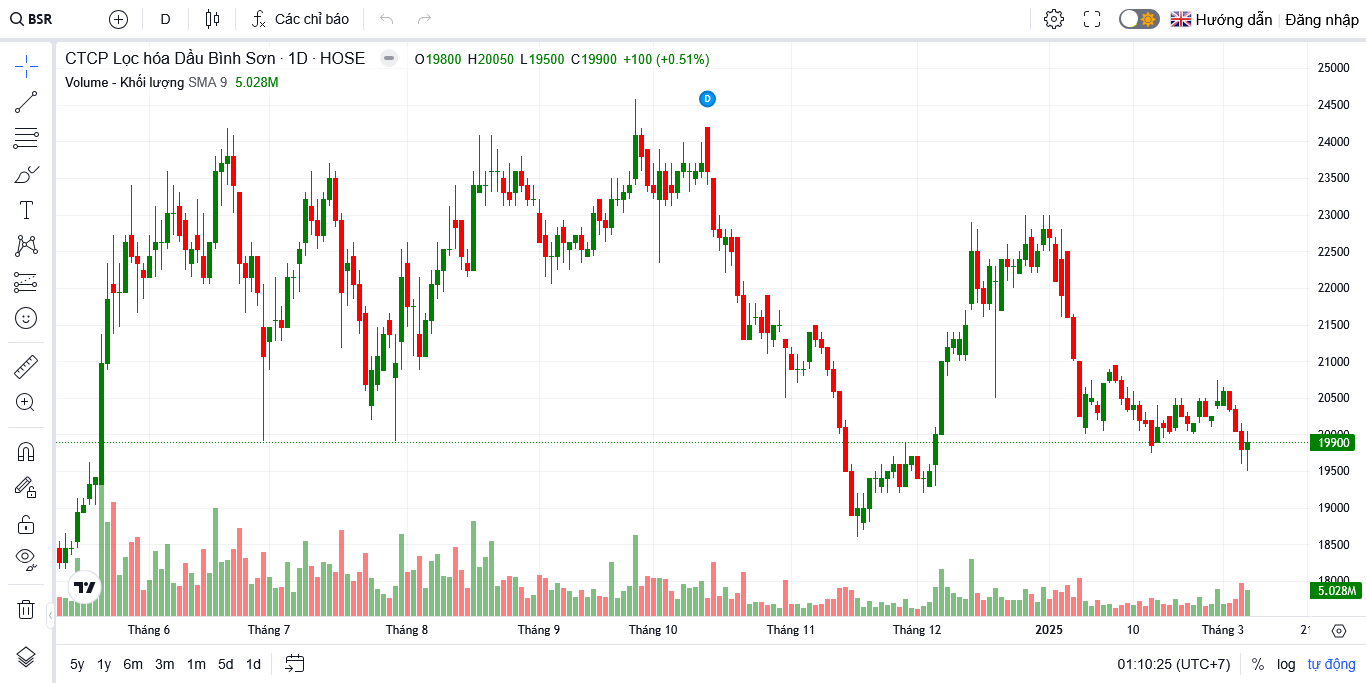 BSR D Các chỉ báo Hướng dẫn Đăng nhập
CTCP Lọc hóa Dầu Bình Sơn · 1D · HOSE O19800 H20050 L19500 C19900 +100 (+0.51%)
Volume - Khối lượng SMA 9 5.028M
D
25000
24500
24000
23500
23000
22500
22000
21500
21000
20500
20000
19900
19500
19000
18500
18000
5.028M
Tháng 6 Tháng 7 Tháng 8 Tháng 9 Tháng 10 Tháng 11 Tháng 12 2025 10 Tháng 3 21
5y 1y 6m 3m 1m 5d 1d 01:10:25 (UTC+7) % log tự động